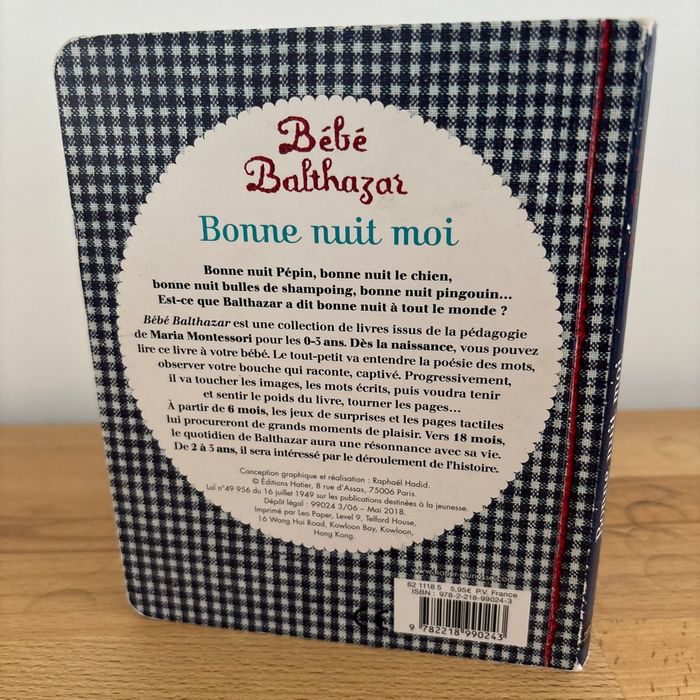 Bébé
Balthazar
Bonne nuit moi
Bonne nuit Pépin, bonne nuit le chien,
bonne nuit bulles de shampoing, bonne nuit pingouin...
Est-ce que Balthazar a dit bonne nuit à tout le monde ?
Bébé Balthazar est une collection de livres issus de la pédagogie
de Maria Montessori pour les 0-3 ans. Dès la naissance, vous pouvez
lire ce livre à votre bébé. Le tout-petit va entendre la poésie des mots,
observer votre bouche qui raconte, captivé. Progressivement,
il va toucher les images, les mots écrits, puis voudra tenir
et sentir le poids du livre, tourner les pages...
À partir de 6 mois, les jeux de surprises et les pages tactiles
lui procureront de grands moments de plaisir. Vers 18 mois,
le quotidien de Balthazar aura une résonnance avec sa vie.
De 2 à 3 ans, il sera intéressé par le déroulement de l'histoire.
Conception graphique et réalisation : Raphaël Hadid.
© Éditions Hatier, 8 rue d'Assas, 75006 Paris.
Loi n°49 956 du 16 juillet 1949 sur les publications destinées à la jeunesse.
Dépôt légal : 99024 3/06 - Mai 2018.
Imprimé par Leo Paper, Level 9, Telford House,
16 Wang Hoi Road, Kowloon Bay, Kowloon,
Hong Kong.
62 1118 5 5,95€ P.V. France
ISBN : 978-2-218-99024-3
9 782218 990243
CE
Bonne nuit moi